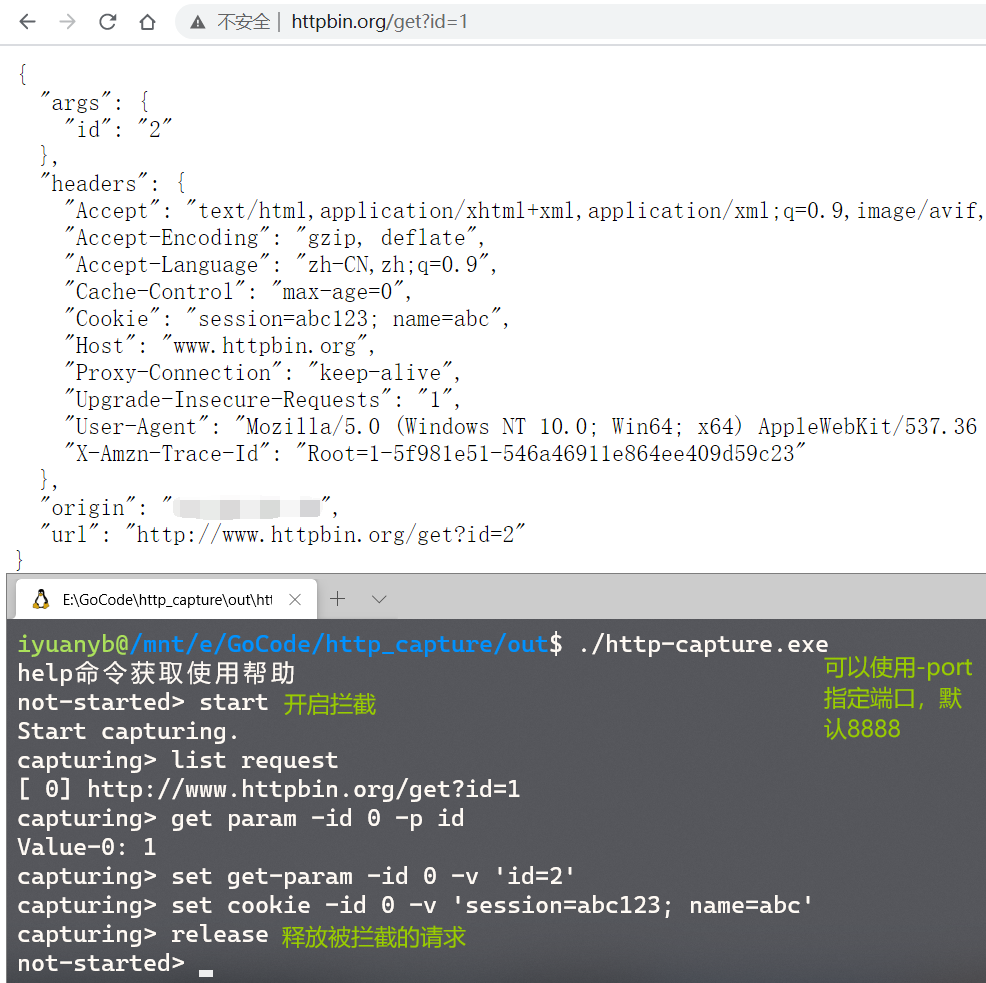 不安全 | httpbin.org/get?id=1
{
"args": {
"id": "2"
},
"headers": {
"Accept": "text/html,application/xhtml+xml,application/xml;q=0.9,image/avif,
"Accept-Encoding": "gzip, deflate",
"Accept-Language": "zh-CN,zh;q=0.9",
"Cache-Control": "max-age=0",
"Cookie": "session=abc123; name=abc",
"Host": "www.httpbin.org",
"Proxy-Connection": "keep-alive",
"Upgrade-Insecure-Requests": "1",
"User-Agent": "Mozilla/5.0 (Windows NT 10.0; Win64; x64) AppleWebKit/537.36
"X-Amzn-Trace-Id": "Root=1-5f981e51-546a46911e864ee409d59c23"
},
"origin": "",
"url": "http://www.httpbin.org/get?id=2"
}
E:\GoCode\http_capture\out\htt
iyuanyb@/mnt/e/GoCode/http_capture/out$ ./http-capture.exe
help命令获取使用帮助
可以使用-port
指定端口，默
认8888
not-started> start 开启拦截
Start capturing.
capturing> list request
[ 0] http://www.httpbin.org/get?id=1
capturing> get param -id 0 -p id
Value-0: 1
capturing> set get-param -id 0 -v 'id=2'
capturing> set cookie -id 0 -v 'session=abc123; name=abc'
capturing> release 释放被拦截的请求
not-started>